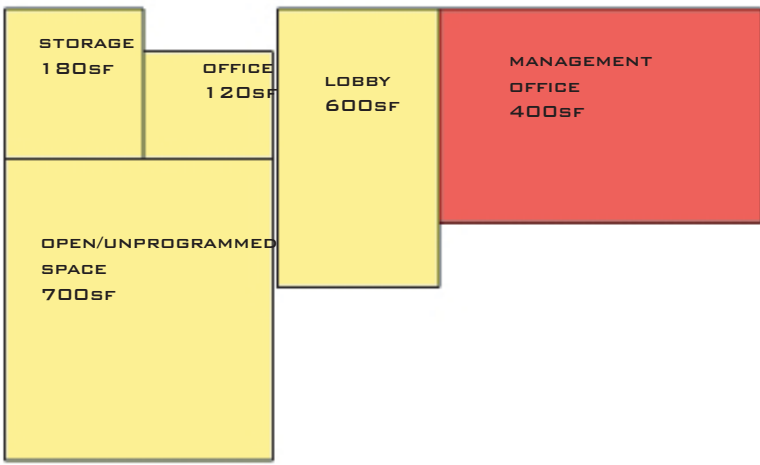 STORAGE
180SF
OFFICE
120SF
LOBBY
600SF
MANAGEMENT
OFFICE
400SF
OPEN/UNPROGRAMMED
SPACE
700SF